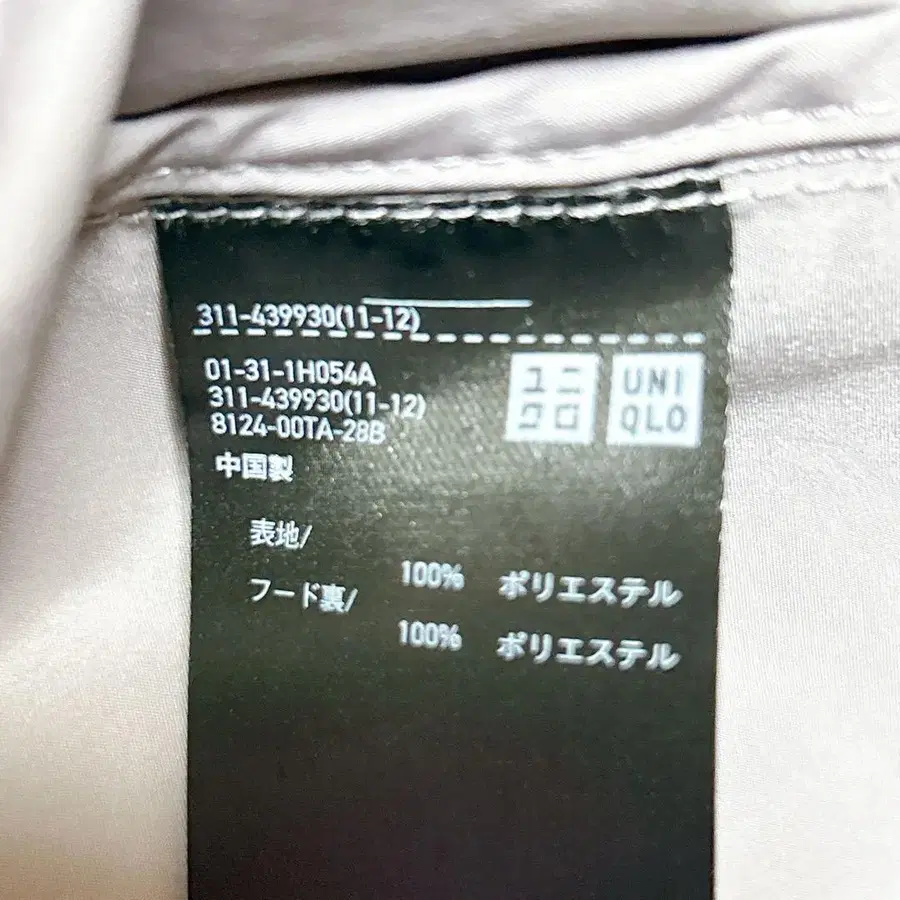 311-439930(11-12)
01-31-1H054A
311-439930(11-12)
8124-00TA-28B
中国製
ユニ
クロ
UNI
QLO
表地/
100% ポリエステル
フード裏/
100% ポリエステル